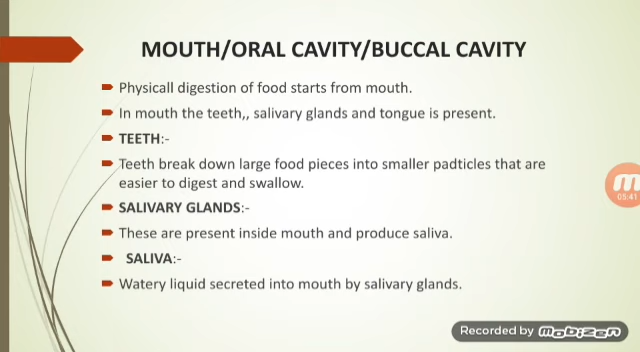 MOUTH/ORAL CAVITY/BUCCAL CAVITY
Physicall digestion of food starts from mouth.
In mouth the teeth,, salivary glands and tongue is present.
TEETH:-
Teeth break down large food pieces into smaller padticles that are
easier to digest and swallow.
SALIVARY GLANDS:-
These are present inside mouth and produce saliva.
SALIVA:-
Watery liquid secreted into mouth by salivary glands.
m
05:41
Recorded by mobizen